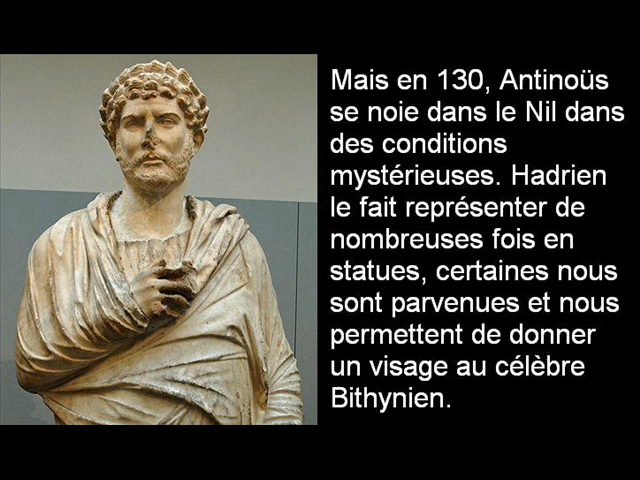 Mais en 130, Antinoüs
se noie dans le Nil dans
des conditions
mystérieuses. Hadrien
le fait représenter de
nombreuses fois en
statues, certaines nous
sont parvenues et nous
permettent de donner
un visage au célèbre
Bithynien.